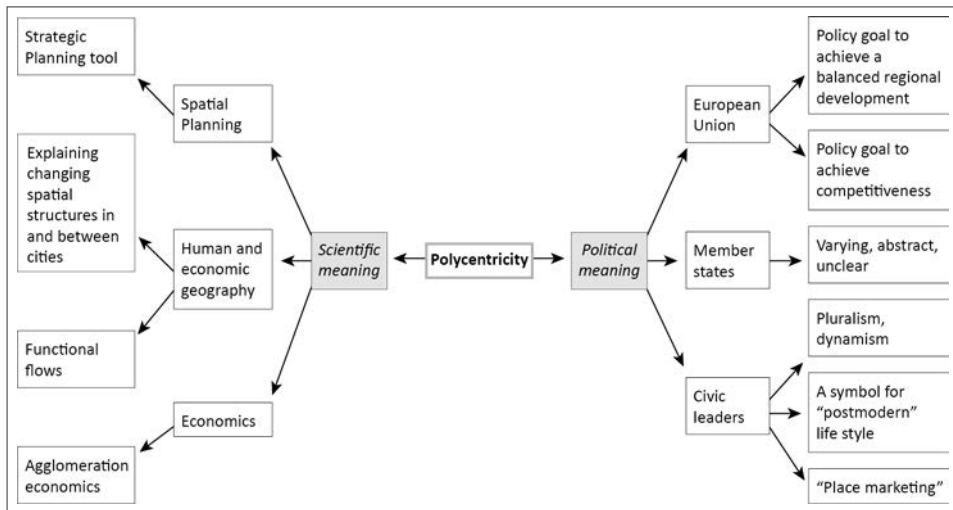 Strategic
Planning tool
Spatial
Planning
Explaining
changing
spatial
structures in
and between
cities
Human and
economic
geography
Functional
flows
Economics
Agglomeration
economics
Scientific
meaning
Polycentricity
Political
meaning
European
Union
Policy goal to
achieve a
balanced regional
development
Policy goal to
achieve
competitiveness
Member
states
Varying, abstract,
unclear
Civic
leaders
Pluralism,
dynamism
A symbol for
“postmodern”
life style
“Place marketing”